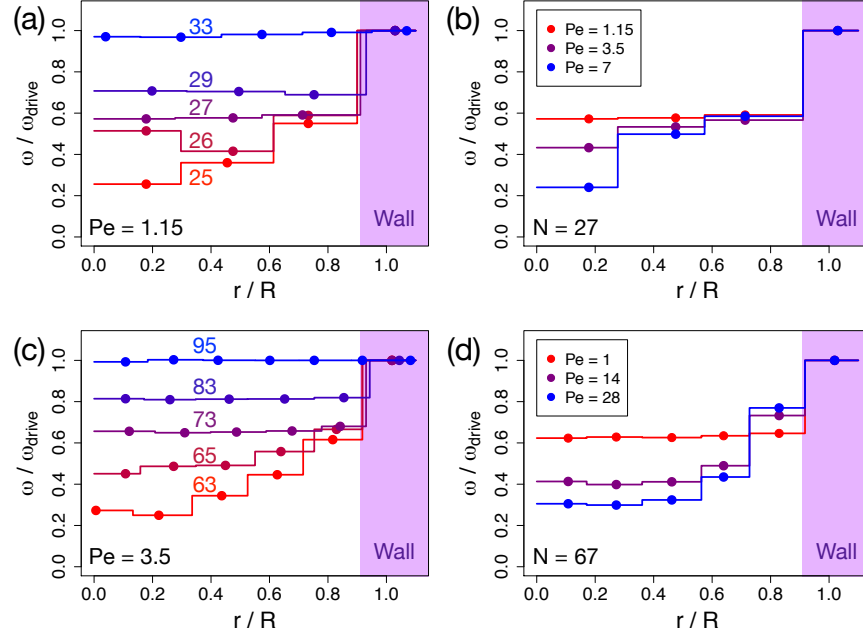 (a)
33
29
27
26
25
Pe = 1.15
Wall
ω / ω_drive
0.0 0.2 0.4 0.6 0.8 1.0
0.0 0.2 0.4 0.6 0.8 1.0
r / R
(b)
Pe = 1.15
Pe = 3.5
Pe = 7
N = 27
Wall
ω / ω_drive
0.0 0.2 0.4 0.6 0.8 1.0
0.0 0.2 0.4 0.6 0.8 1.0
r / R
(c)
95
83
73
65
63
Pe = 3.5
Wall
ω / ω_drive
0.0 0.2 0.4 0.6 0.8 1.0
0.0 0.2 0.4 0.6 0.8 1.0
r / R
(d)
Pe = 1
Pe = 14
Pe = 28
N = 67
Wall
ω / ω_drive
0.0 0.2 0.4 0.6 0.8 1.0
0.0 0.2 0.4 0.6 0.8 1.0
r / R